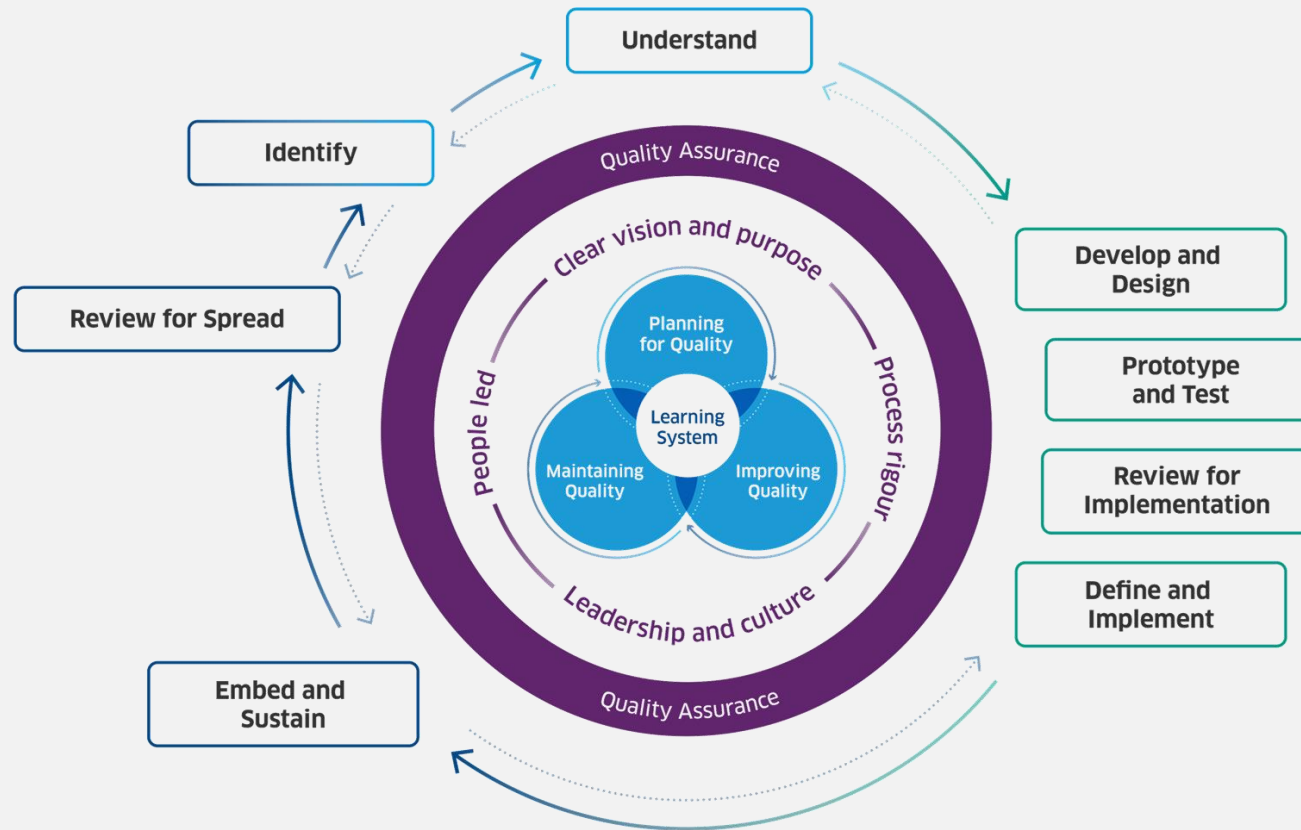 Understand
Identify
Review for Spread
Embed and
Sustain
Develop and
Design
Prototype
and Test
Review for
Implementation
Define and
Implement
Quality Assurance
Clear vision and purpose
Process rigour
Leadership and culture
People led
Planning
for Quality
Learning
System
Maintaining
Quality
Improving
Quality
Quality Assurance